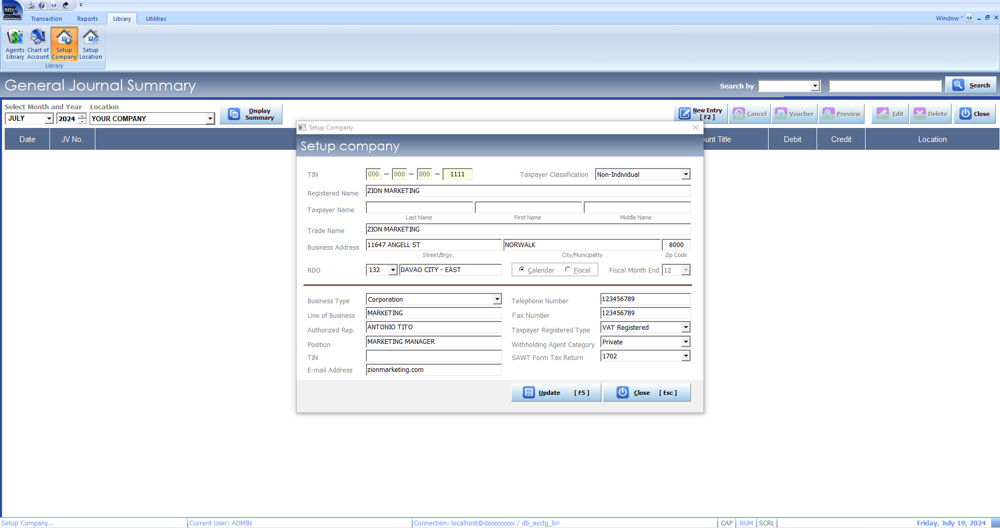 easy
JOURNAL
ACCOUNTING SYSTEM
Transaction
Reports
Library
Utilities
Window
Agents Library
Chart of Account
Setup Company
Setup Location
Library
General Journal Summary
Search by
Search
Select Month and Year
Location
JULY
2024
YOUR COMPANY
Display Summary
New Entry [ F2 ]
Cancel
Voucher
Preview
Edit
Delete
Close
Date
JV No.
ount Title
Debit
Credit
Location
Setup Company
Setup company
TIN
000 – 000 – 000 – 1111
Taxpayer Classification
Non-Individual
Registered Name
ZION MARKETING
Taxpayer Name
Last Name
First Name
Middle Name
Trade Name
ZION MARKETING
Business Address
11647 ANGELL ST
NORWALK
8000
Street/Brgy.
City/Municipality
Zip Code
RDO
132
DAVAO CITY - EAST
Calendar
Fiscal
Fiscal Month End
12
Business Type
Corporation
Telephone Number
123456789
Line of Business
MARKETING
Fax Number
123456789
Authorized Rep.
ANTONIO TITO
Taxpayer Registered Type
VAT Registered
Position
MARKETING MANAGER
Withholding Agent Category
Private
TIN
SAWT Form Tax Return
1702
E-mail Address
zionmarketing.com
Update [ F5 ]
Close [ Esc ]
Setup Company...
Current User: ADMIN
Connection: localhost@xxxxxxxxx / db_acctg_bir
CAP
NUM
SCRL
Friday, July 19, 2024